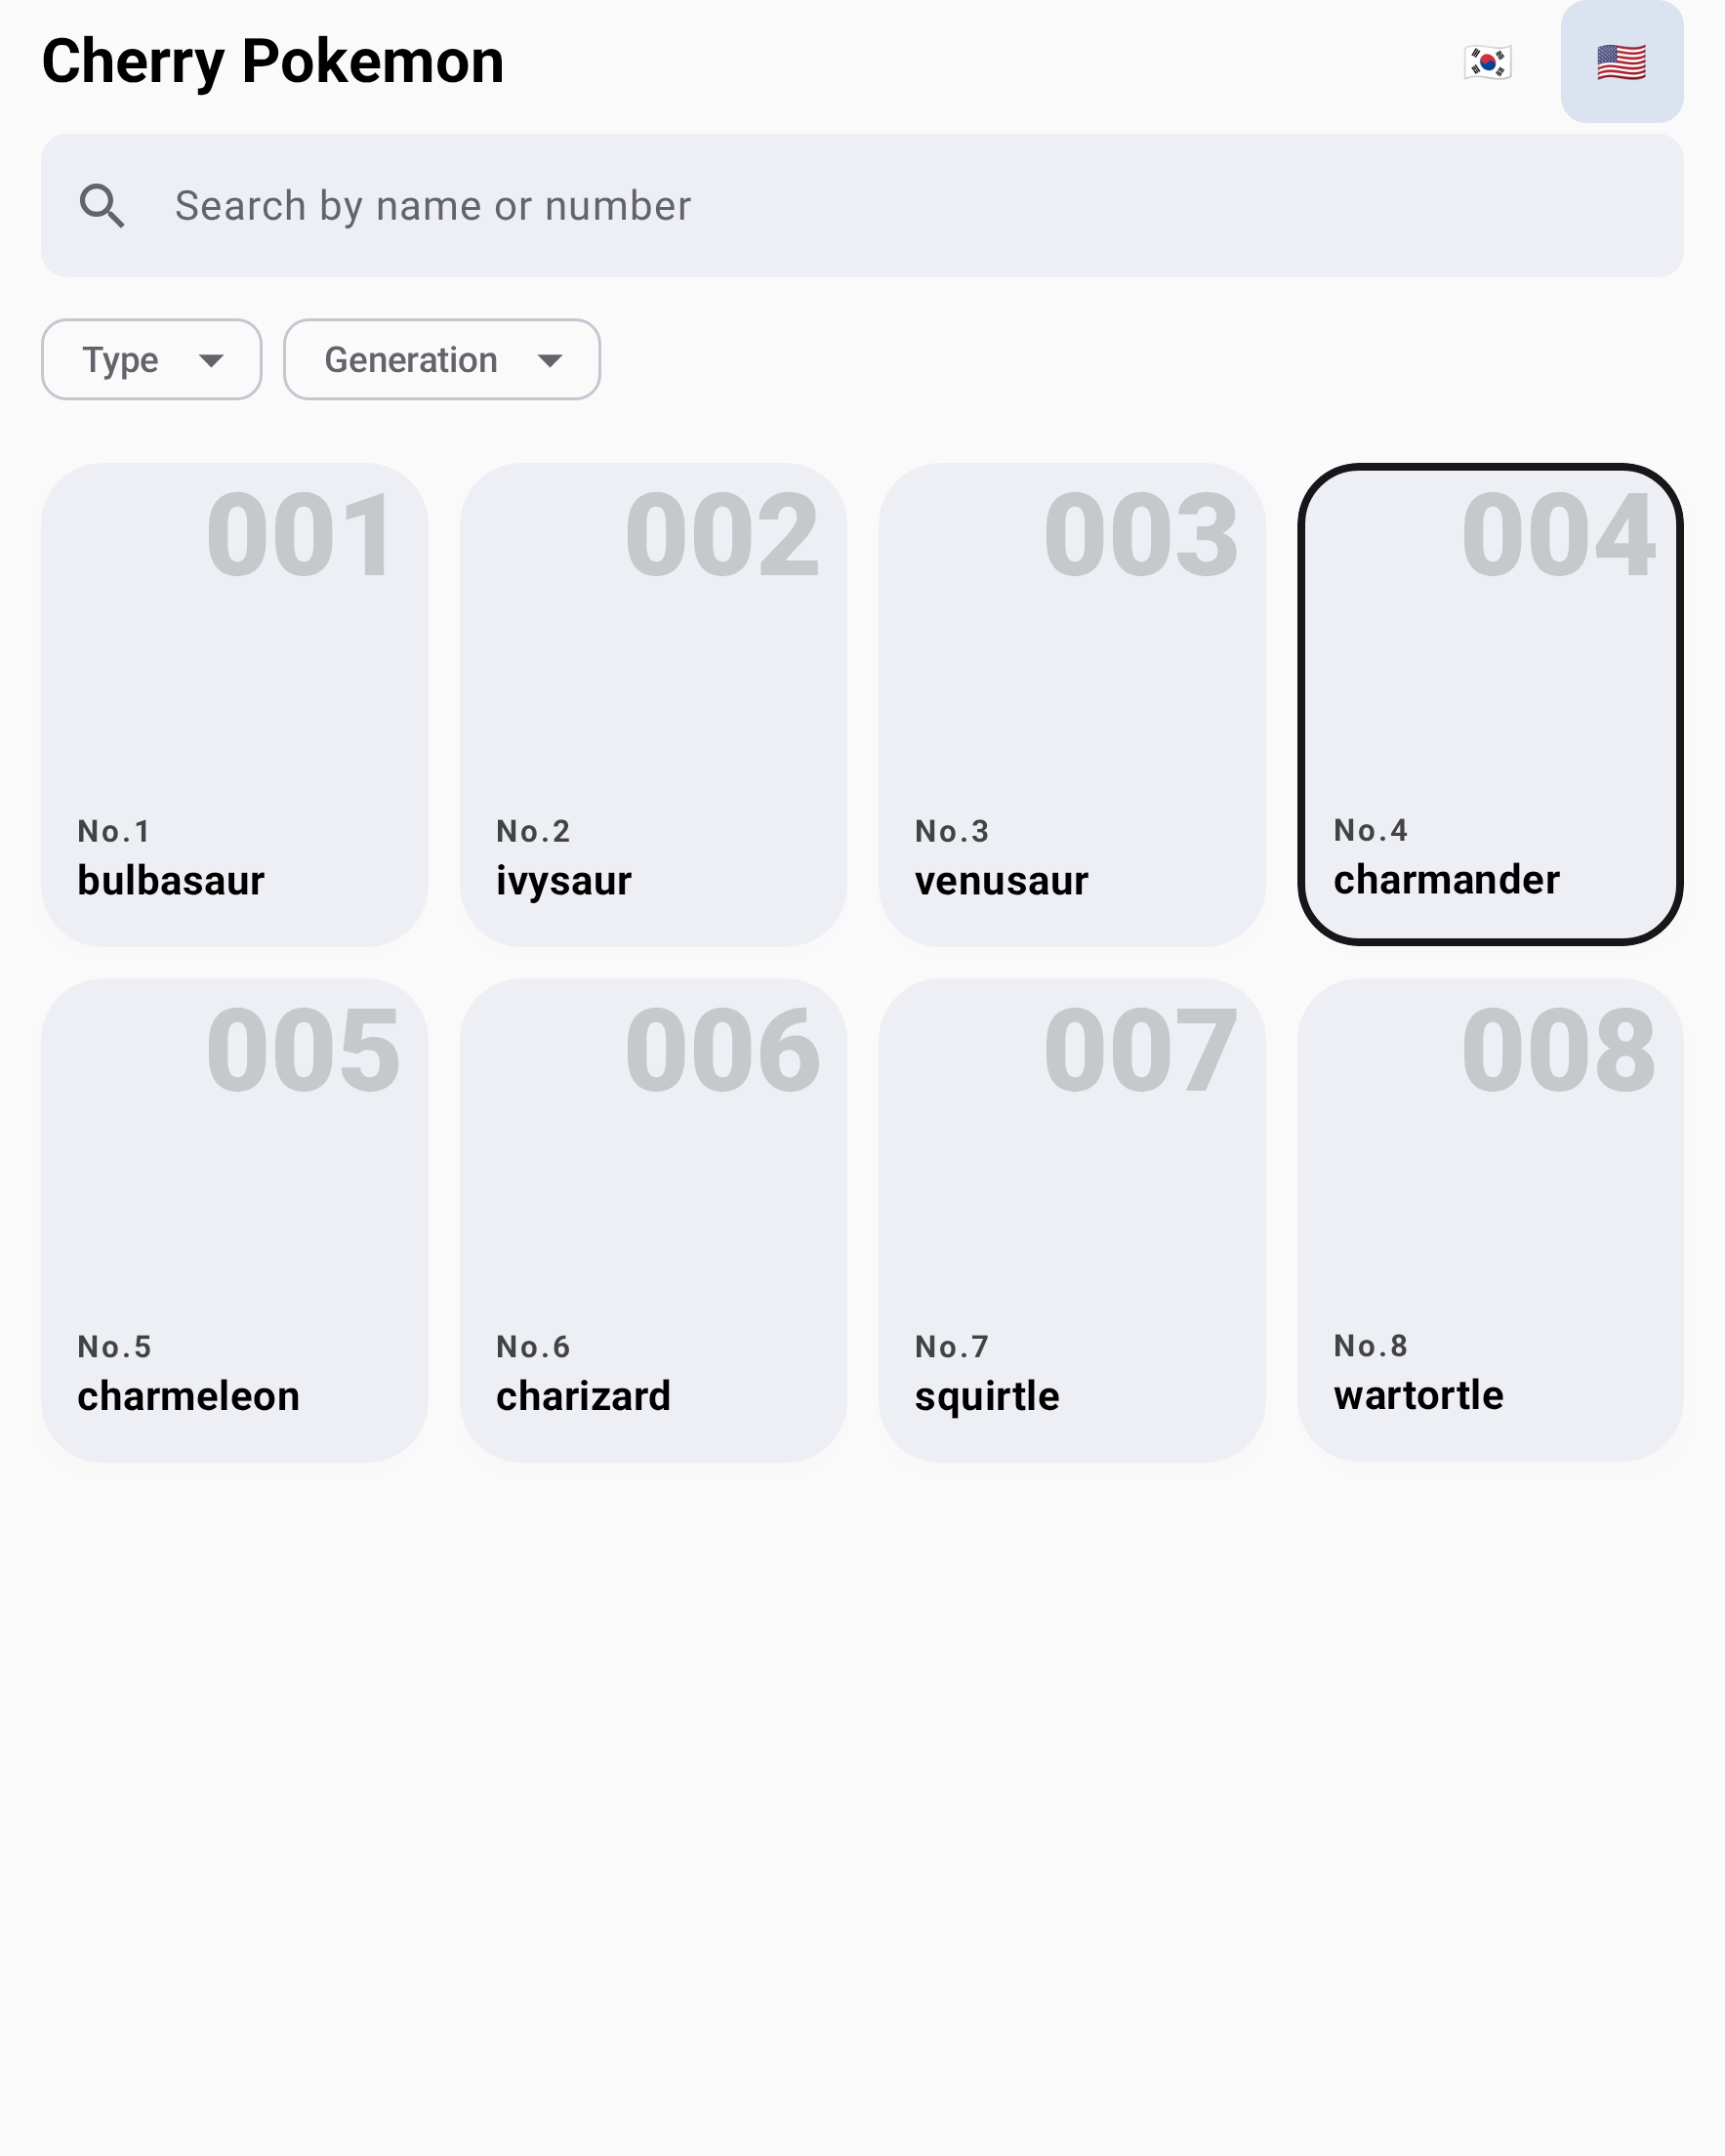 Cherry Pokemon
Search by name or number
Type
Generation
001
No.1
bulbasaur
002
No.2
ivysaur
003
No.3
venusaur
004
No.4
charmander
005
No.5
charmeleon
006
No.6
charizard
007
No.7
squirtle
008
No.8
wartortle